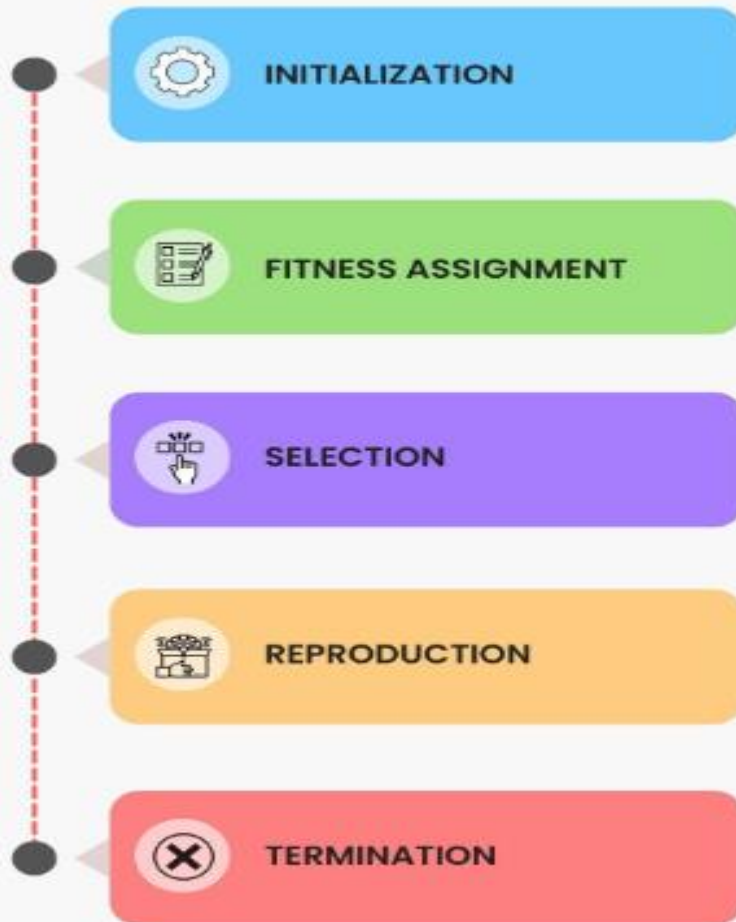 INITIALIZATION
FITNESS ASSIGNMENT
SELECTION
REPRODUCTION
TERMINATION